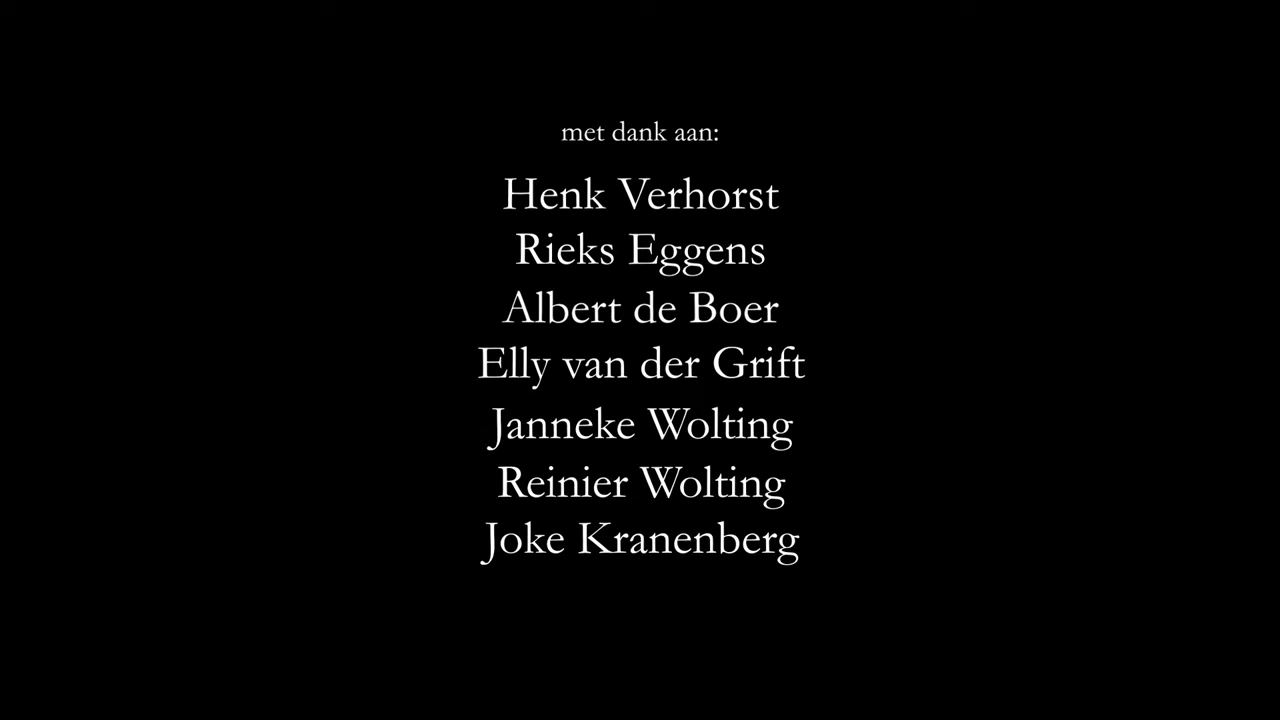 met dank aan:
Henk Verhorst
Rieks Eggens
Albert de Boer
Elly van der Grift
Janneke Wolting
Reinier Wolting
Joke Kranenberg